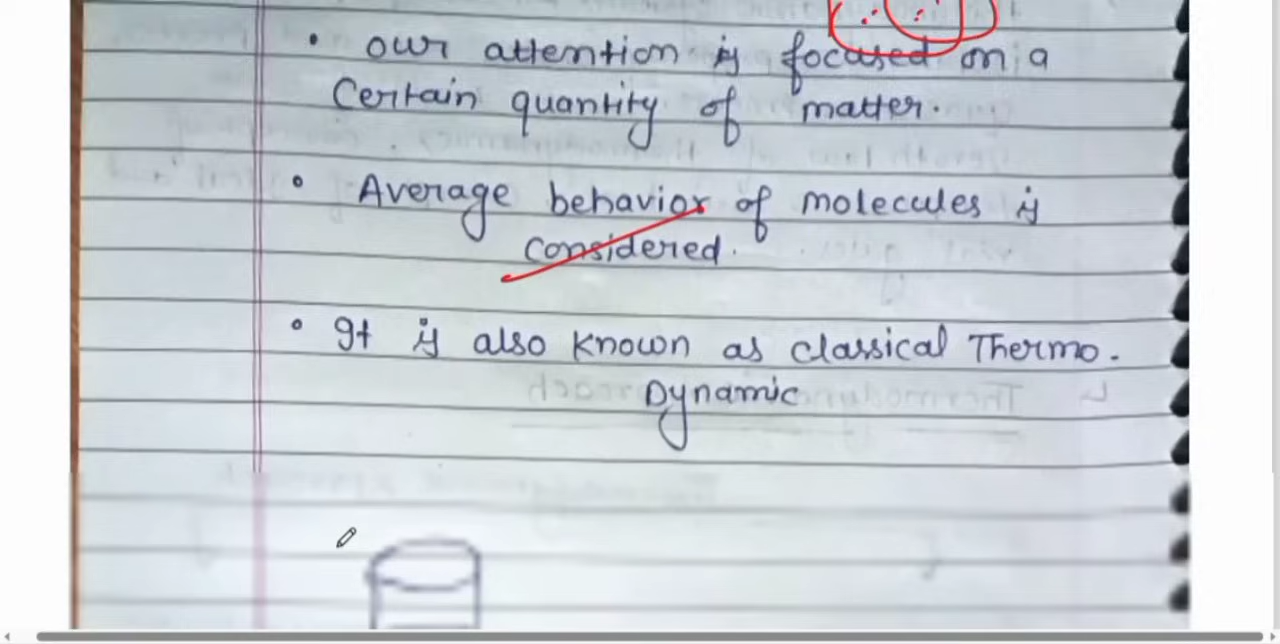 • our attention is focused on a
Certain quantity of matter.
• Average behavior of molecules is
considered.
• It is also known as classical Thermo-
Dynamic